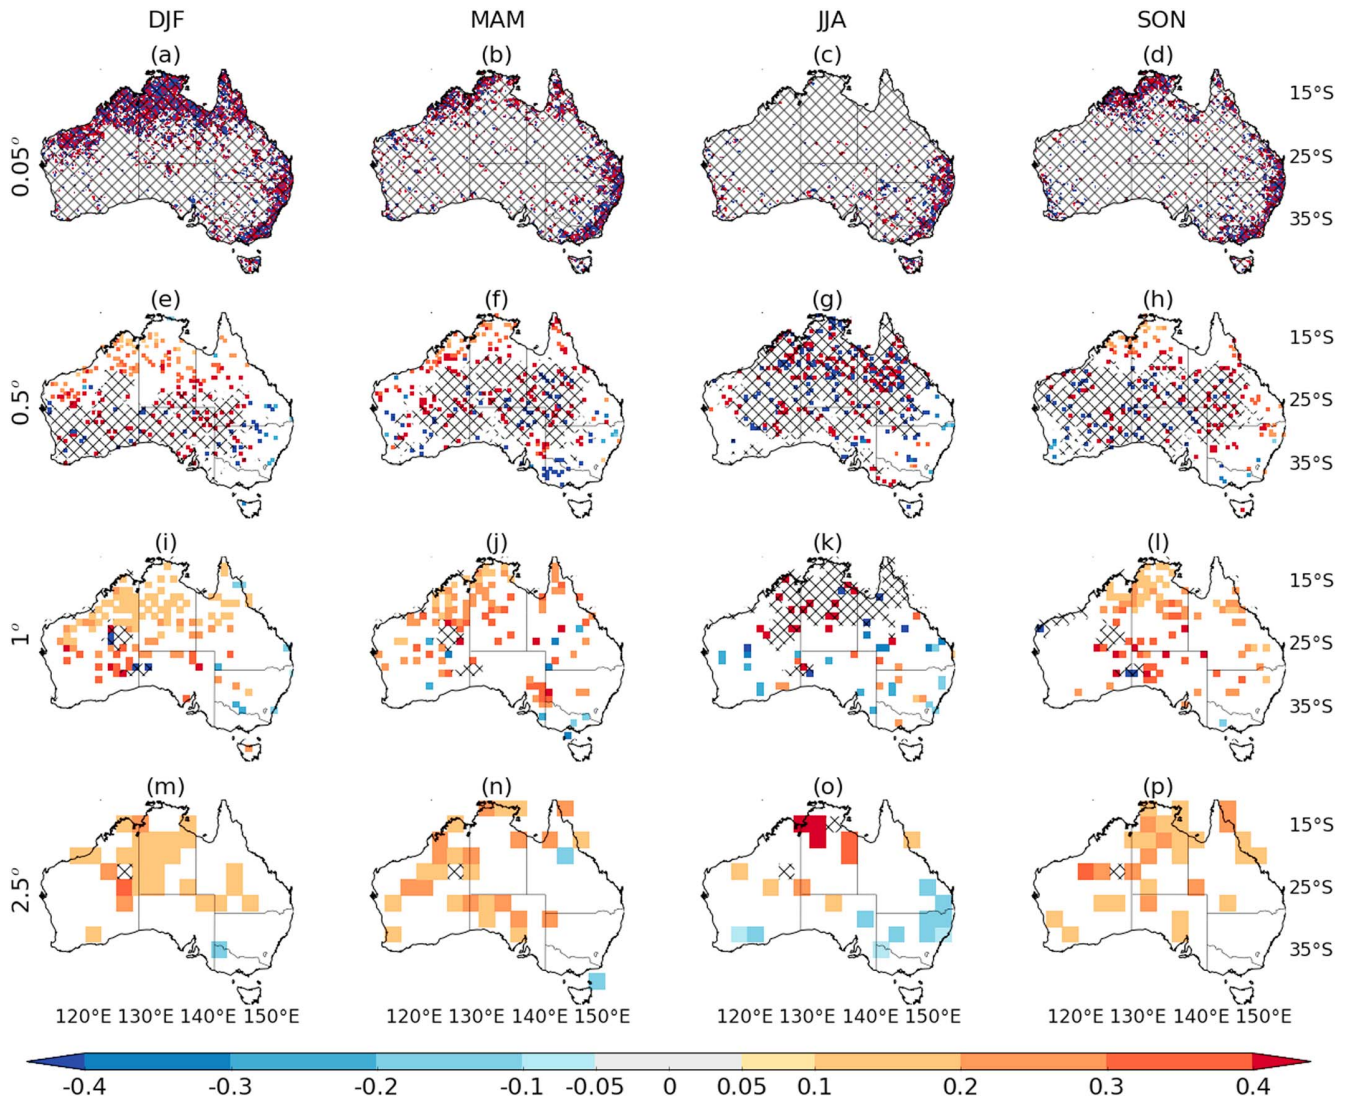 DJF MAM JJA SON
(a) (b) (c) (d)
0.05° 15°S
25°S
35°S
(e) (f) (g) (h)
0.5° 15°S
25°S
35°S
(i) (j) (k) (l)
1° 15°S
25°S
35°S
(m) (n) (o) (p)
2.5° 15°S
25°S
35°S
120°E 130°E 140°E 150°E 120°E 130°E 140°E 150°E 120°E 130°E 140°E 150°E 120°E 130°E 140°E 150°E
-0.4 -0.3 -0.2 -0.1 -0.05 0 0.05 0.1 0.2 0.3 0.4